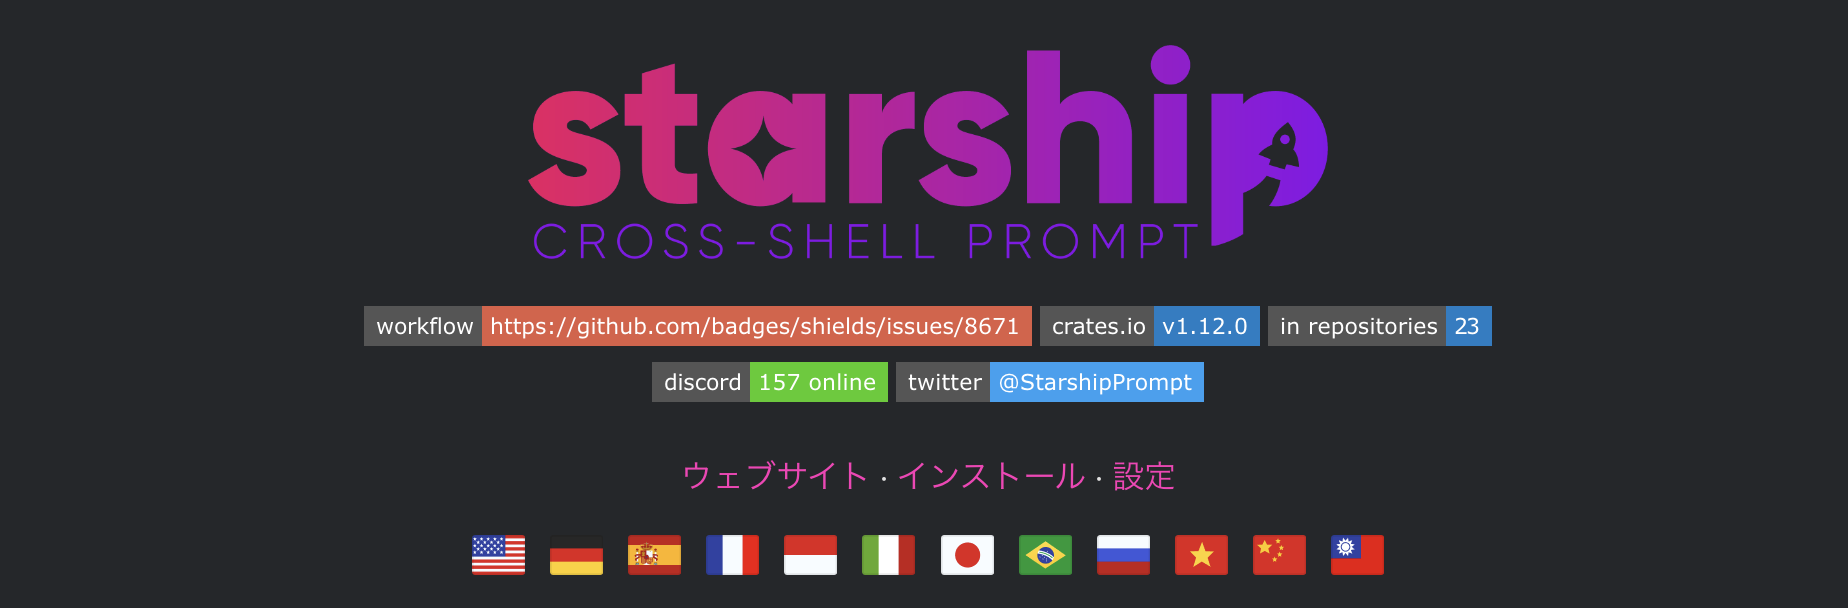 starship
CROSS-SHELL PROMPT
workflow https://github.com/badges/shields/issues/8671 crates.io v1.12.0 in repositories 23
discord 157 online twitter @StarshipPrompt
ウェブサイト · インストール · 設定